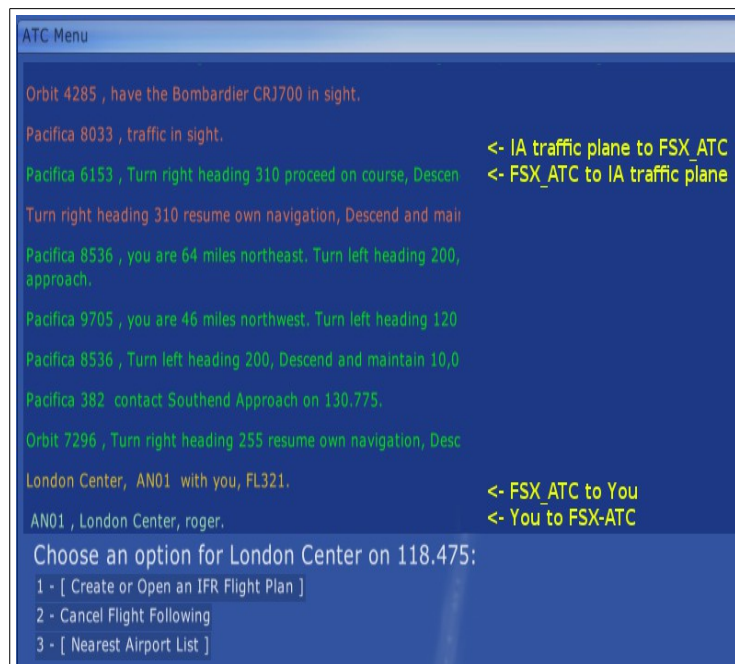 ATC Menu
Orbit 4285 , have the Bombardier CRJ700 in sight.
Pacifica 8033 , traffic in sight.
<- IA traffic plane to FSX_ATC
Pacifica 6153 , Turn right heading 310 proceed on course, Descen
<- FSX_ATC to IA traffic plane
Turn right heading 310 resume own navigation, Descend and mai
Pacifica 8536 , you are 64 miles northeast. Turn left heading 200,
approach.
Pacifica 9705 , you are 46 miles northwest. Turn left heading 120
Pacifica 8536 , Turn left heading 200, Descend and maintain 10,0
Pacifica 382 contact Southend Approach on 130.775.
Orbit 7296 , Turn right heading 255 resume own navigation, Desc
London Center, AN01 with you, FL321.
<- FSX_ATC to You
AN01 , London Center, roger.
<- You to FSX-ATC
Choose an option for London Center on 118.475:
1 - [ Create or Open an IFR Flight Plan ]
2 - Cancel Flight Following
3 - [ Nearest Airport List ]